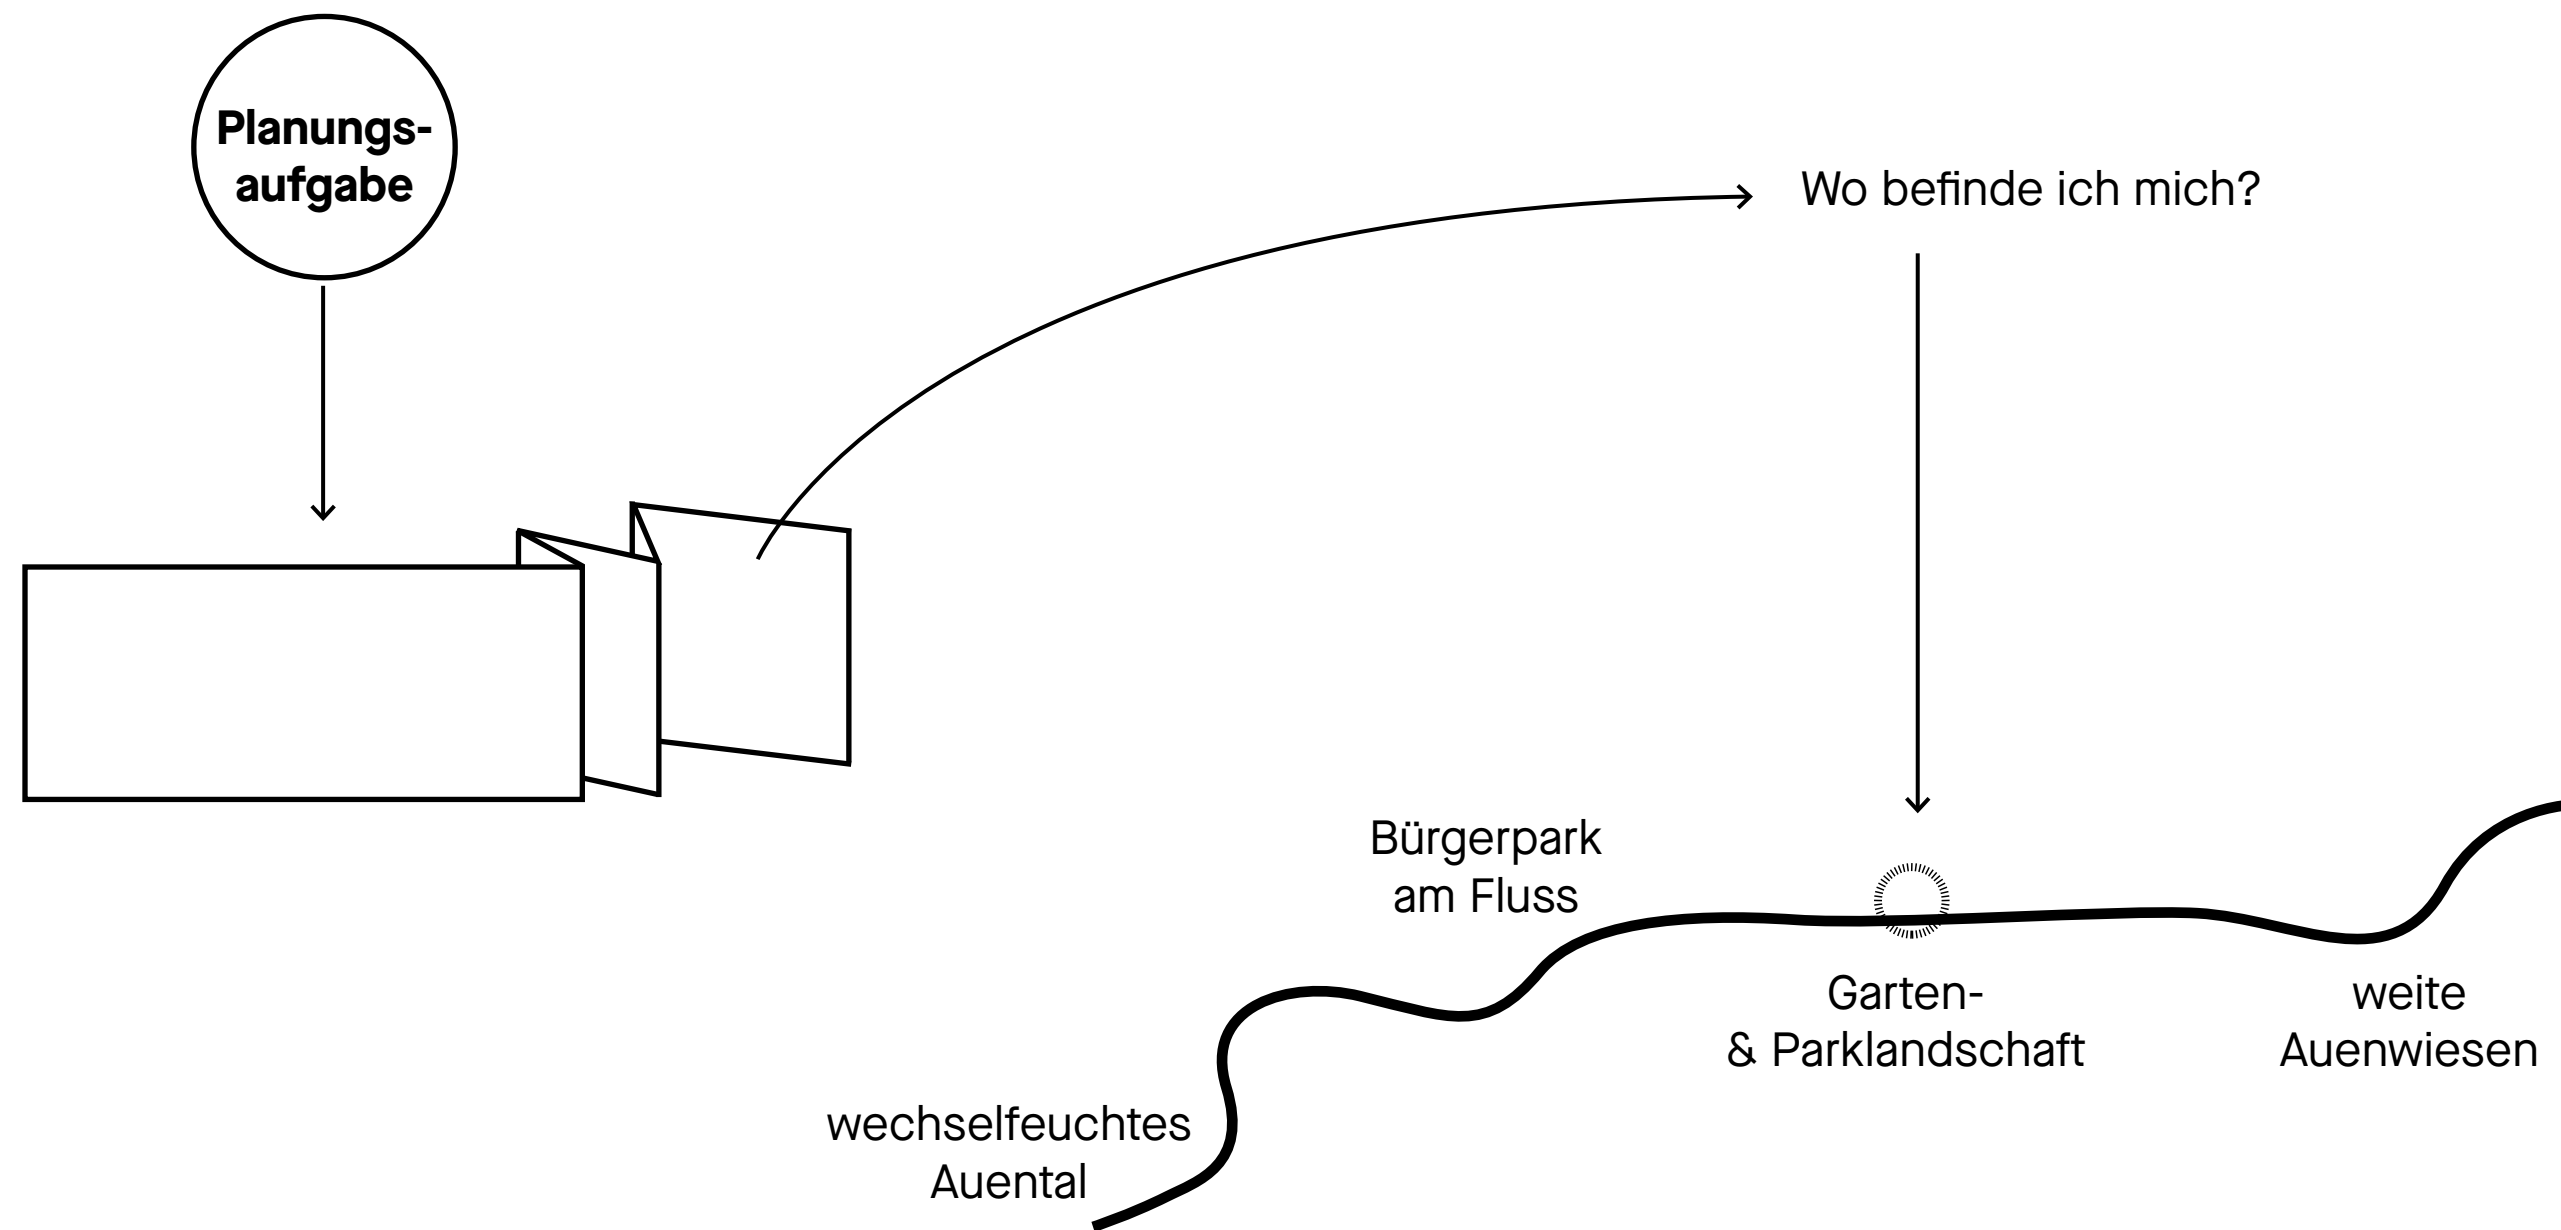 Planungs-
aufgabe
Wo befinde ich mich?
Bürgerpark
am Fluss
Garten-
& Parklandschaft
weite
Auenwiesen
wechselfeuchtes
Auental